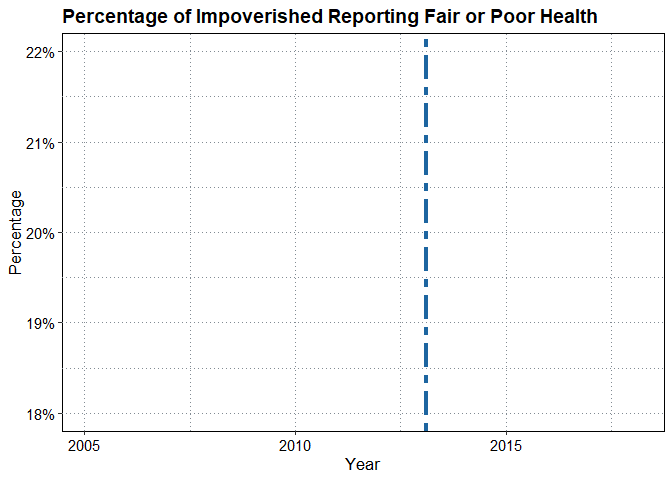 Percentage of Impoverished Reporting Fair or Poor Health
22%
21%
20%
19%
18%
Percentage
2005 2010 2015
Year